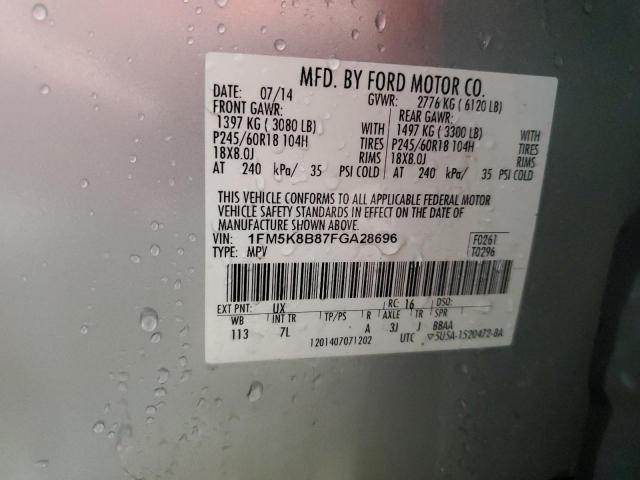 MFD. BY FORD MOTOR CO.
DATE: 07/14 GVWR: 2776 KG ( 6120 LB)
FRONT GAWR: REAR GAWR:
1397 KG ( 3080 LB) WITH 1497 KG ( 3300 LB) WITH
P245/60R18 104H TIRES P245/60R18 104H TIRES
18X8.0J RIMS 18X8.0J RIMS
AT 240 kPa/ 35 PSI COLD AT 240 kPa/ 35 PSI COLD
THIS VEHICLE CONFORMS TO ALL APPLICABLE FEDERAL MOTOR
VEHICLE SAFETY STANDARDS IN EFFECT ON THE DATE OF
MANUFACTURE SHOWN ABOVE.
VIN: 1FM5K8B87FGA28696 F0261
TYPE: MPV T0296
EXT PNT: UX RC: 16 DSO:
WB INT TR TP/PS R AXLE TR SPR
113 7L A 3J J BBAA
1201407071202 UTC 5U5A-1520472-BA